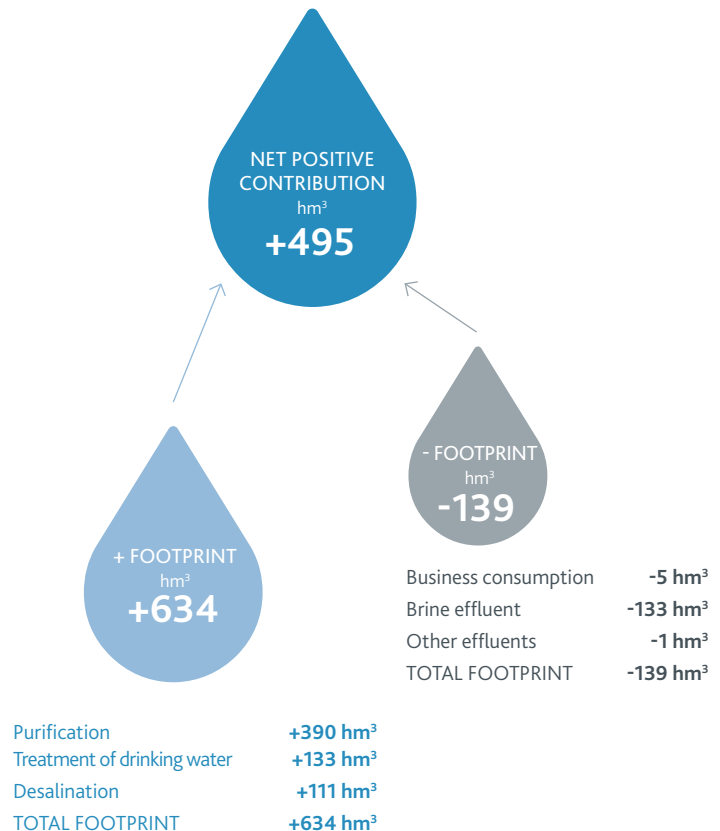 NET POSITIVE
CONTRIBUTION
hm³
+495
- FOOTPRINT
hm³
-139
+ FOOTPRINT
hm³
+634
Business consumption -5 hm³
Brine effluent -133 hm³
Other effluents -1 hm³
TOTAL FOOTPRINT -139 hm³
Purification +390 hm³
Treatment of drinking water +133 hm³
Desalination +111 hm³
TOTAL FOOTPRINT +634 hm³